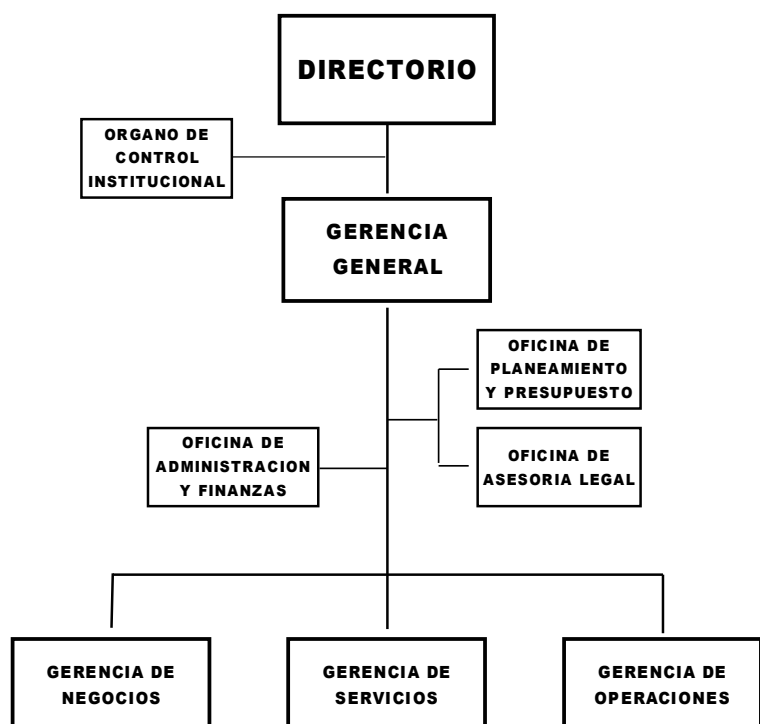 DIRECTORIO
ORGANO DE
CONTROL
INSTITUCIONAL
GERENCIA
GENERAL
OFICINA DE
PLANEAMIENTO
Y PRESUPUESTO
OFICINA DE
ADMINISTRACION
Y FINANZAS
OFICINA DE
ASESORIA LEGAL
GERENCIA DE
NEGOCIOS
GERENCIA DE
SERVICIOS
GERENCIA DE
OPERACIONES